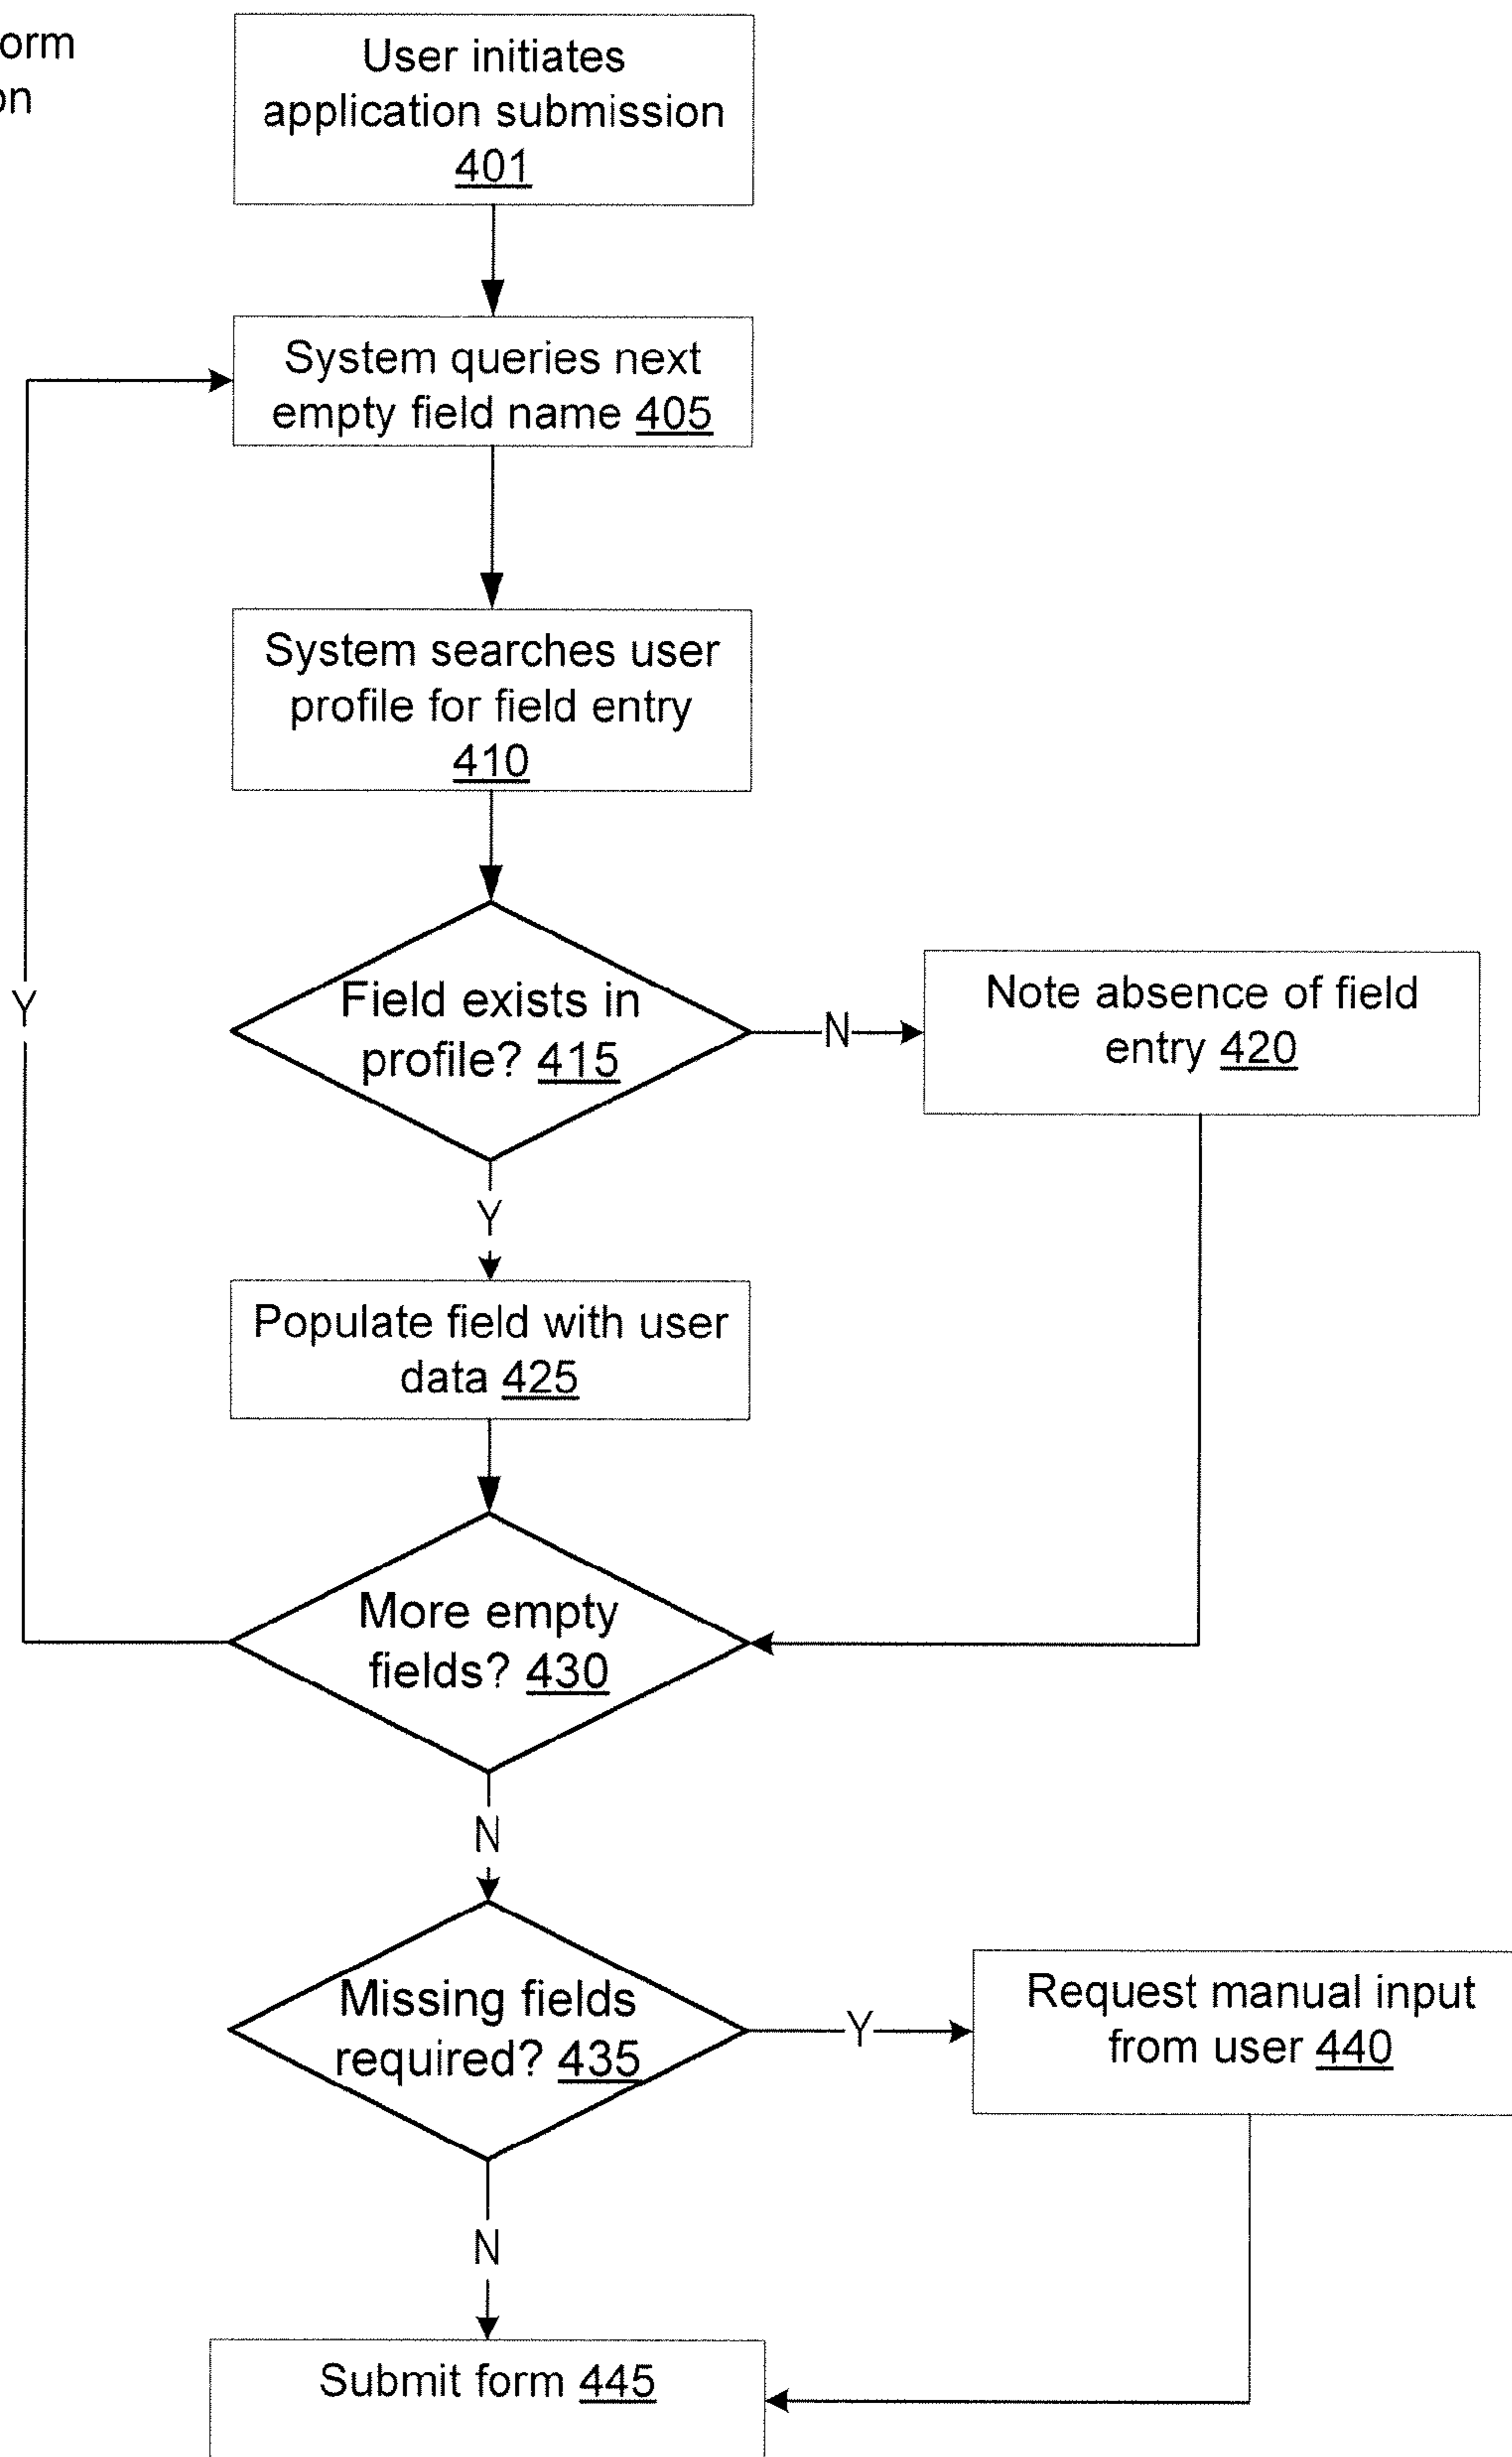 orm
on
User initiates
application submission
401
System queries next
empty field name 405
System searches user
profile for field entry
410
Field exists in
profile? 415
N
Note absence of field
entry 420
Y
Y
Populate field with user
data 425
More empty
fields? 430
N
Missing fields
required? 435
Y
Request manual input
from user 440
N
Submit form 445